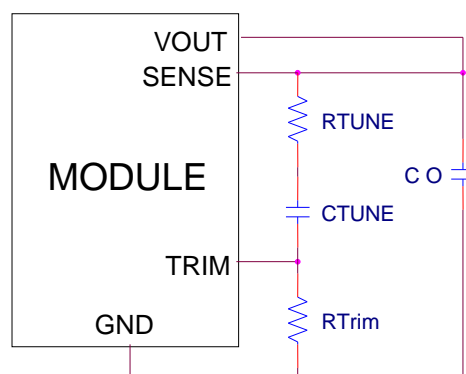 VOUT
SENSE
RTUNE
MODULE
C O
CTUNE
TRIM
GND
RTrim